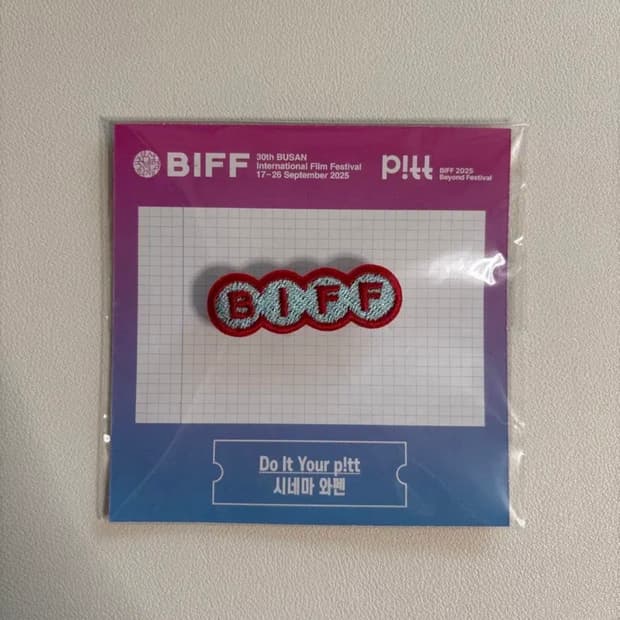 BIFF
30th BUSAN
International Film Festival
17–26 September 2025
p!tt
BIFF 2025
Beyond Festival
BIFF
Do It Your p!tt
시네마 와펜